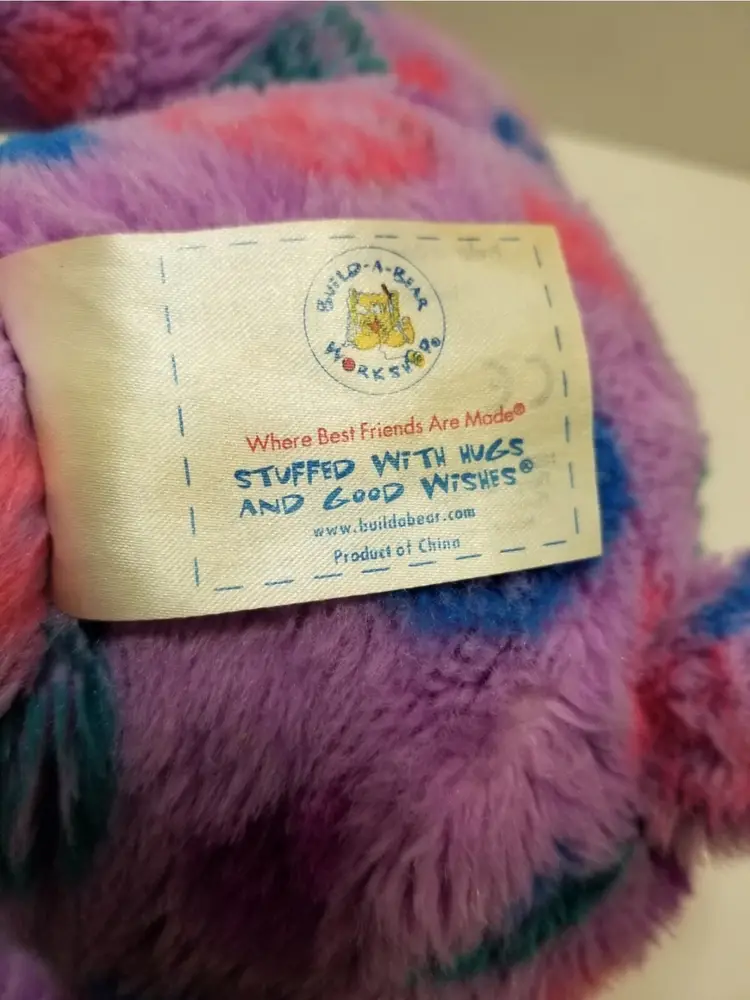 BUILD-A-BEAR
WORKSHOP®
Where Best Friends Are Made®
STUFFED WITH HUGS
AND GOOD WISHES®
www.buildabear.com
Product of China